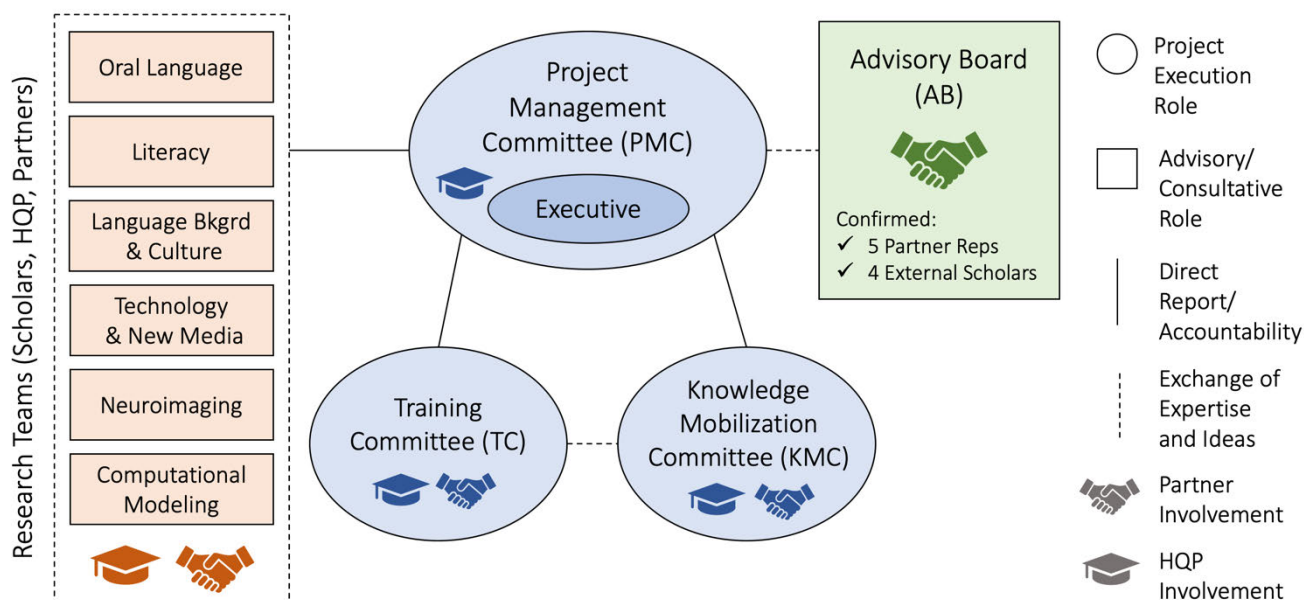 Research Teams (Scholars, HQP, Partners)
Oral Language
Literacy
Language Bkgrd
& Culture
Technology
& New Media
Neuroimaging
Computational
Modeling
Project
Management
Committee (PMC)
Executive
Training
Committee (TC)
Knowledge
Mobilization
Committee (KMC)
Advisory Board
(AB)
Confirmed:
✓ 5 Partner Reps
✓ 4 External Scholars
Project
Execution
Role
Advisory/
Consultative
Role
Direct
Report/
Accountability
Exchange of
Expertise
and Ideas
Partner
Involvement
HQP
Involvement